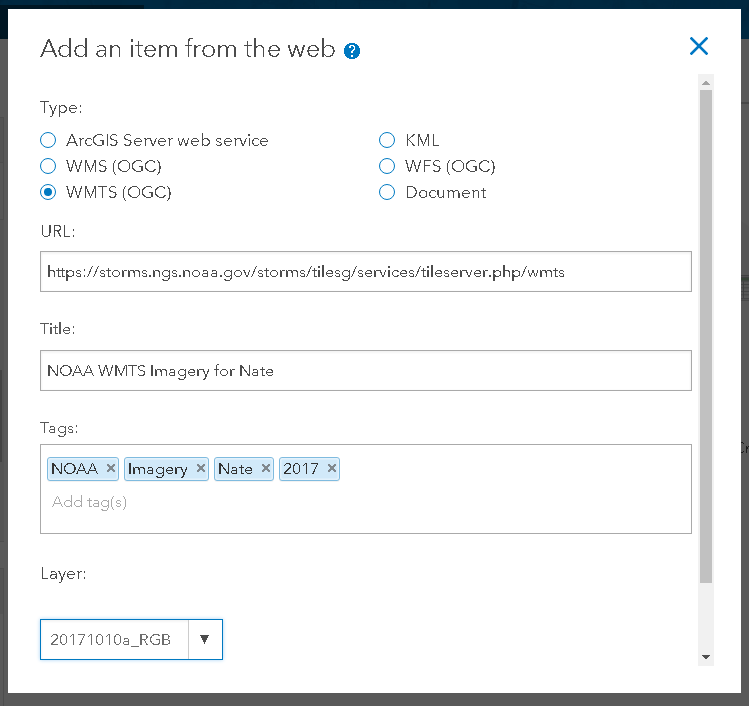 Add an item from the web ?
Type:
ArcGIS Server web service
KML
WMS (OGC)
WFS (OGC)
WMTS (OGC)
Document
URL:
https://storms.ngs.noaa.gov/storms/tilesg/services/tileserver.php/wmts
Title:
NOAA WMTS Imagery for Nate
Tags:
NOAA × Imagery × Nate × 2017 ×
Add tag(s)
Layer:
20171010a_RGB